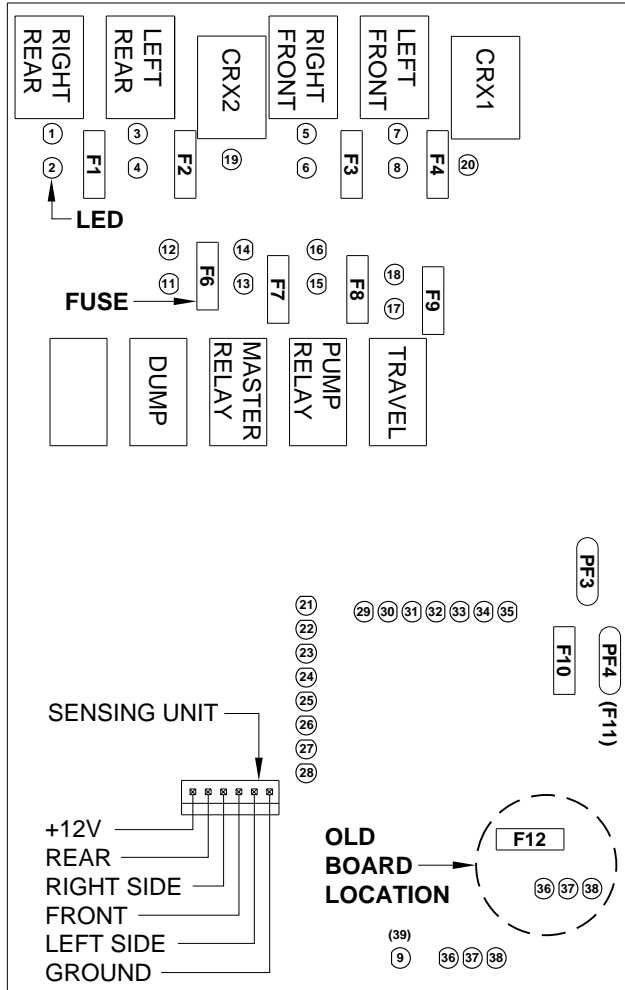 RIGHT REAR
LEFT REAR
CRX2
RIGHT FRONT
LEFT FRONT
CRX1
1
3
5
7
2
F1
4
F2
19
6
F3
8
F4
20
LED
12
14
16
18
11
F6
13
F7
15
F8
17
F9
FUSE
DUMP
MASTER RELAY
PUMP RELAY
TRAVEL
PF3
21
29 30 31 32 33 34 35
22
23
24
25
26
27
28
F10
PF4
(F11)
SENSING UNIT
+12V
REAR
RIGHT SIDE
FRONT
LEFT SIDE
GROUND
OLD
BOARD
LOCATION
F12
36 37 38
(39)
9
36 37 38